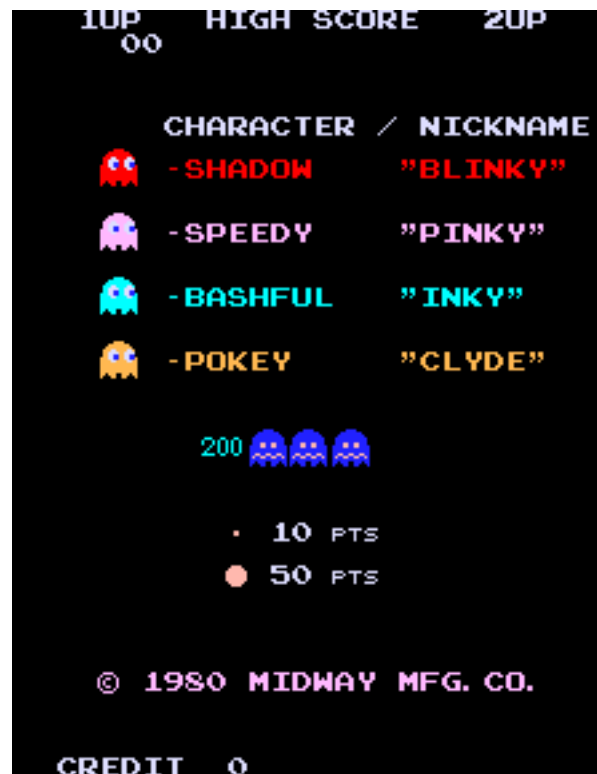 1UP HIGH SCORE 2UP
00
CHARACTER / NICKNAME
-SHADOW ”BLINKY”
-SPEEDY ”PINKY”
-BASHFUL ”INKY”
-POKEY ”CLYDE”
200
10 PTS
50 PTS
© 1980 MIDWAY MFG. CO.
CREDIT 0